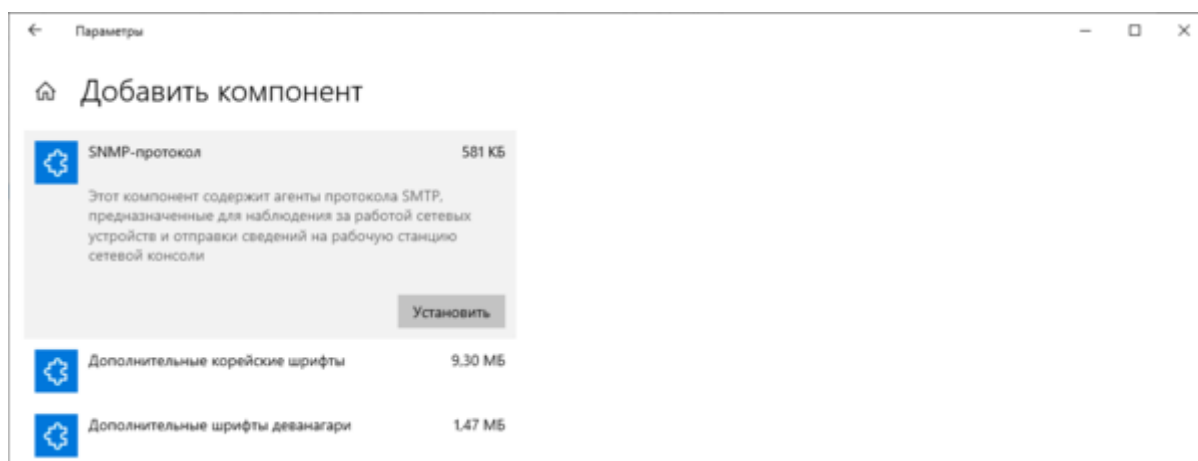 Параметры
Добавить компонент
SNMP-протокол 581 КБ
Этот компонент содержит агенты протокола SMTP,
предназначенные для наблюдения за работой сетевых
устройств и отправки сведений на рабочую станцию
сетевой консоли
Установить
Дополнительные корейские шрифты 9,30 МБ
Дополнительные шрифты деванагари 1,47 МБ